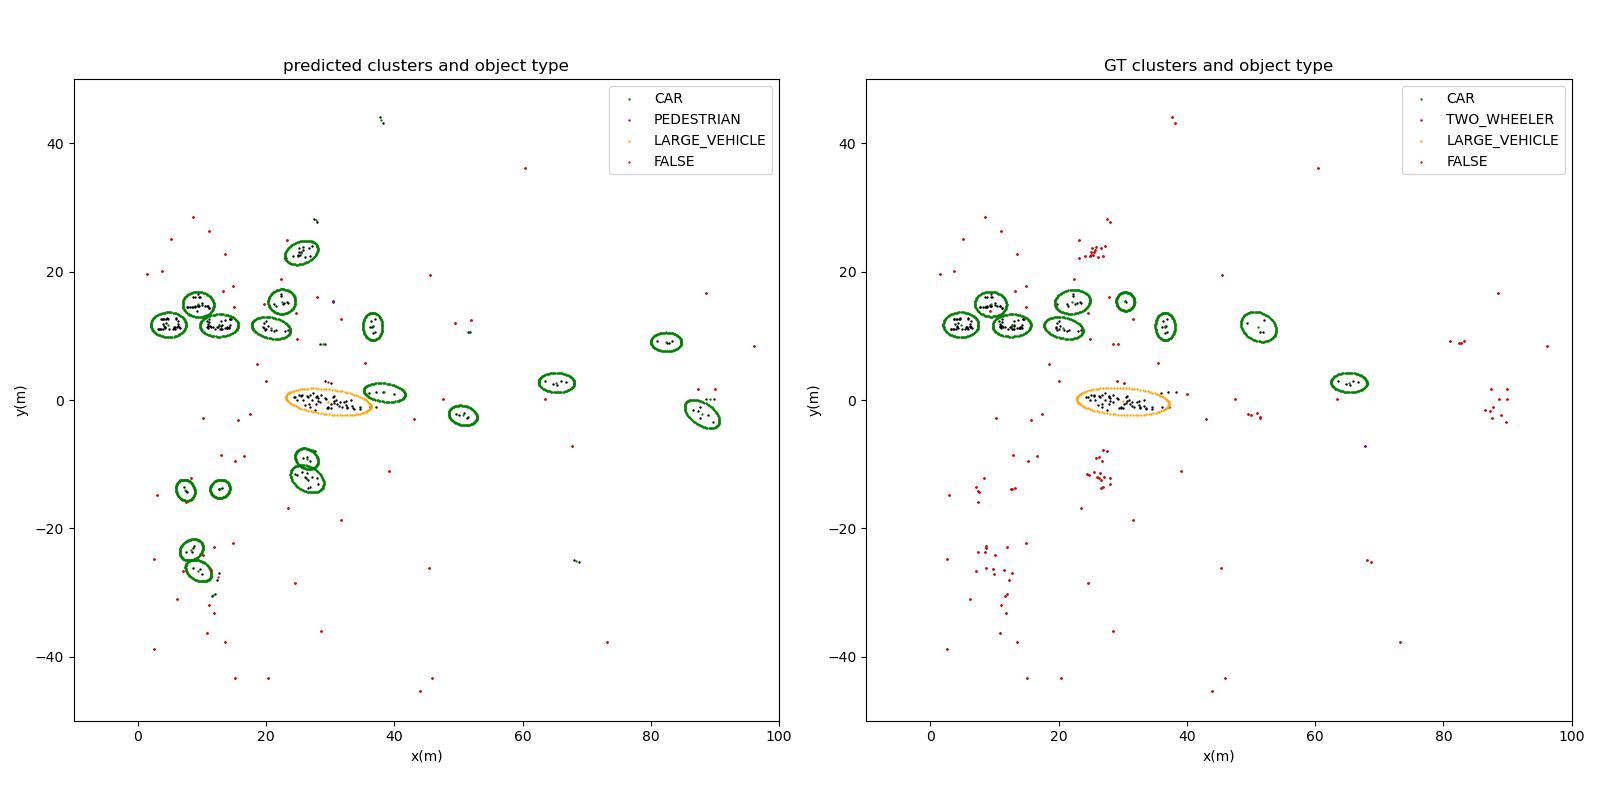 predicted clusters and object type
CAR
PEDESTRIAN
LARGE_VEHICLE
FALSE
40
20
0
−20
−40
y(m)
0 20 40 60 80 100
x(m)
GT clusters and object type
CAR
TWO_WHEELER
LARGE_VEHICLE
FALSE
40
20
0
−20
−40
y(m)
0 20 40 60 80 100
x(m)